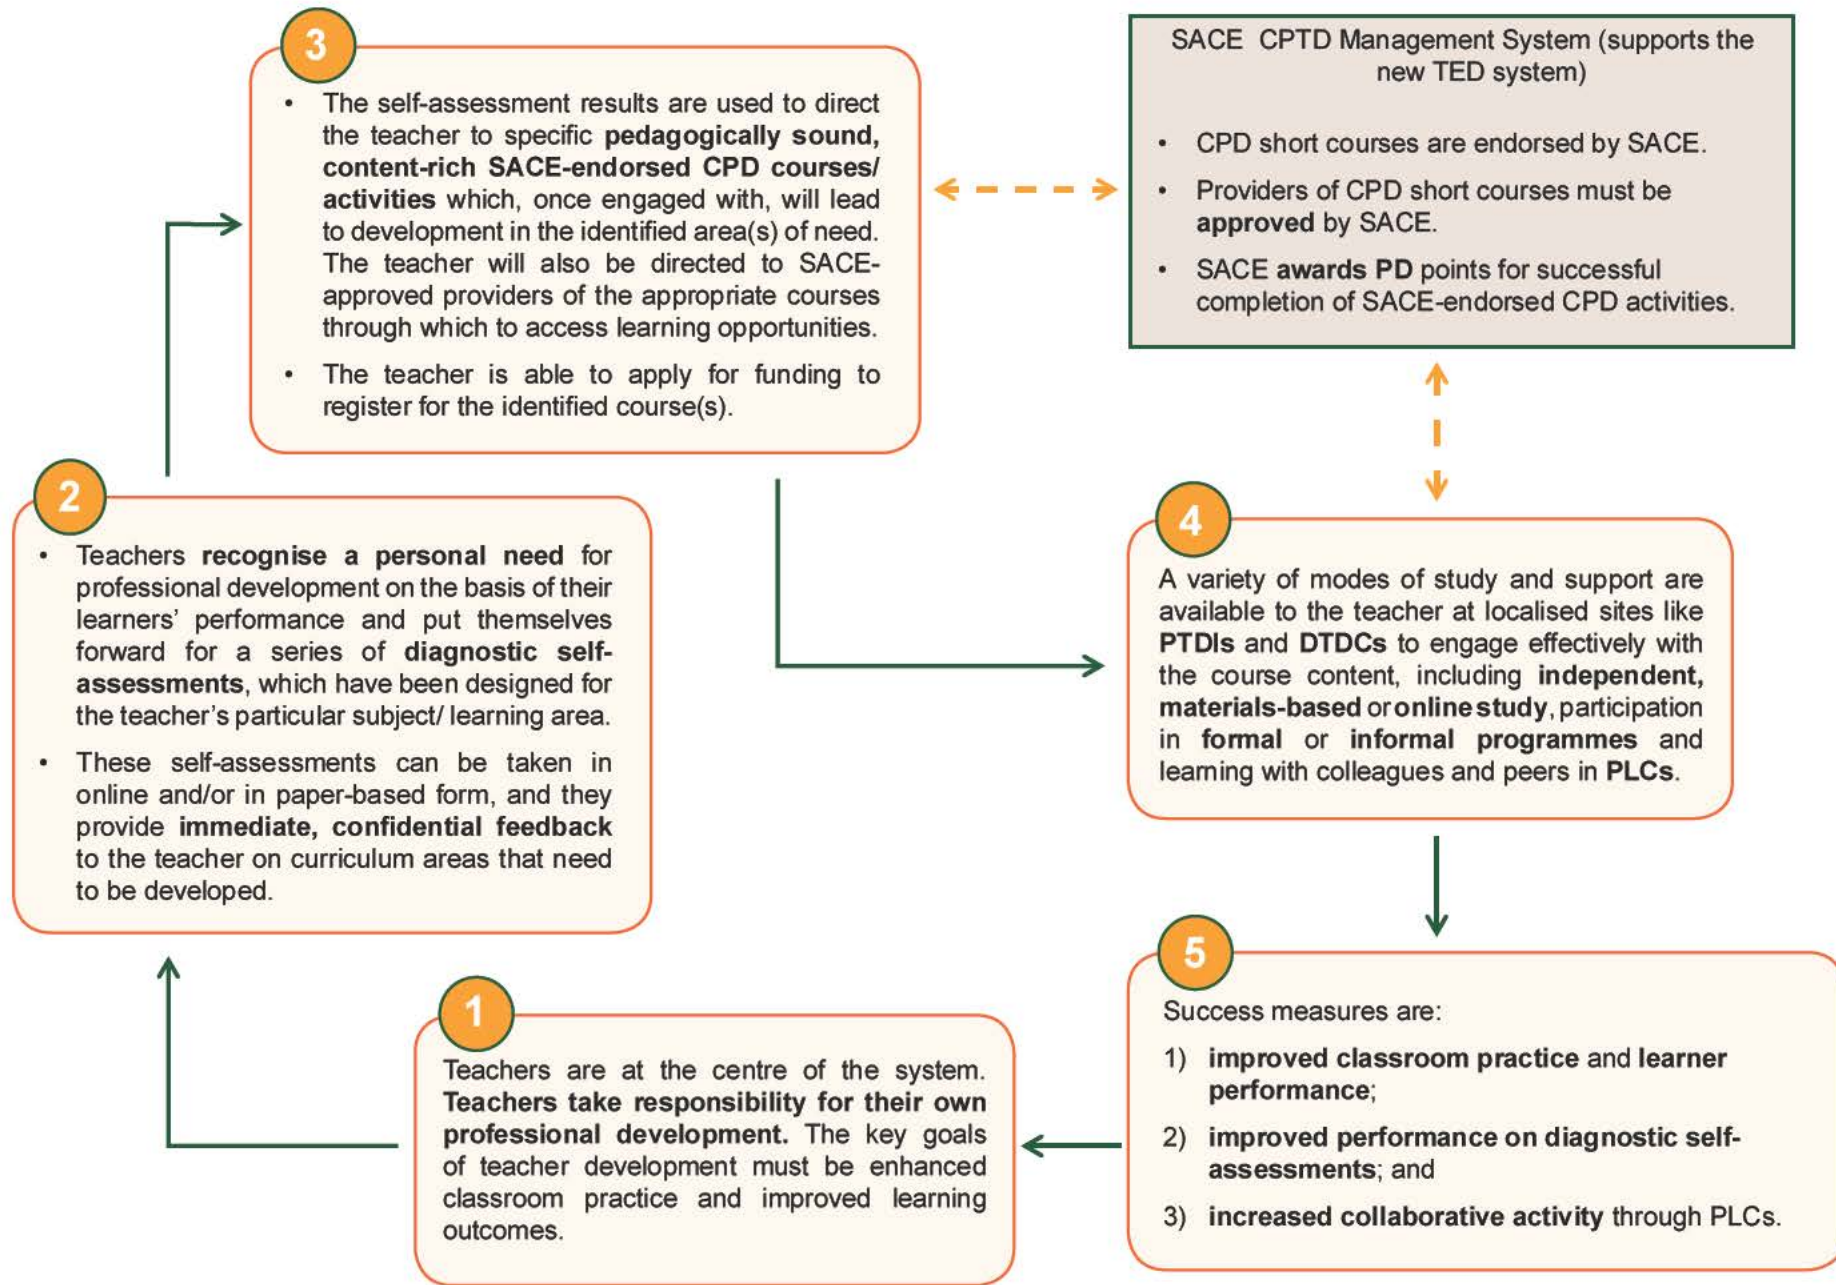 3
• The self-assessment results are used to direct
the teacher to specific pedagogically sound,
content-rich SACE-endorsed CPD courses/
activities which, once engaged with, will lead
to development in the identified area(s) of need.
The teacher will also be directed to SACE-
approved providers of the appropriate courses
through which to access learning opportunities.
• The teacher is able to apply for funding to
register for the identified course(s).
SACE CPTD Management System (supports the
new TED system)
• CPD short courses are endorsed by SACE.
• Providers of CPD short courses must be
approved by SACE.
• SACE awards PD points for successful
completion of SACE-endorsed CPD activities.
2
• Teachers recognise a personal need for
professional development on the basis of their
learners' performance and put themselves
forward for a series of diagnostic self-
assessments, which have been designed for
the teacher's particular subject/ learning area.
• These self-assessments can be taken in
online and/or in paper-based form, and they
provide immediate, confidential feedback
to the teacher on curriculum areas that need
to be developed.
4
A variety of modes of study and support are
available to the teacher at localised sites like
PTDIs and DTDCs to engage effectively with
the course content, including independent,
materials-based or online study, participation
in formal or informal programmes and
learning with colleagues and peers in PLCs.
1
Teachers are at the centre of the system.
Teachers take responsibility for their own
professional development. The key goals
of teacher development must be enhanced
classroom practice and improved learning
outcomes.
5
Success measures are:
1) improved classroom practice and learner
performance;
2) improved performance on diagnostic self-
assessments; and
3) increased collaborative activity through PLCs.